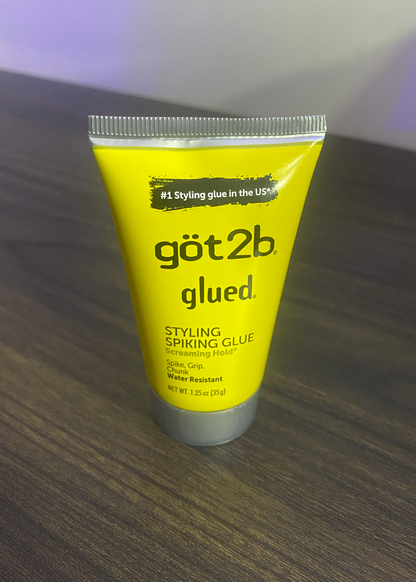 #1 Styling glue in the US*
göt2b®
glued®
STYLING
SPIKING GLUE
Screaming Hold*
Spike, Grip,
Chunk
Water Resistant
NET WT. 1.25 oz (35 g)